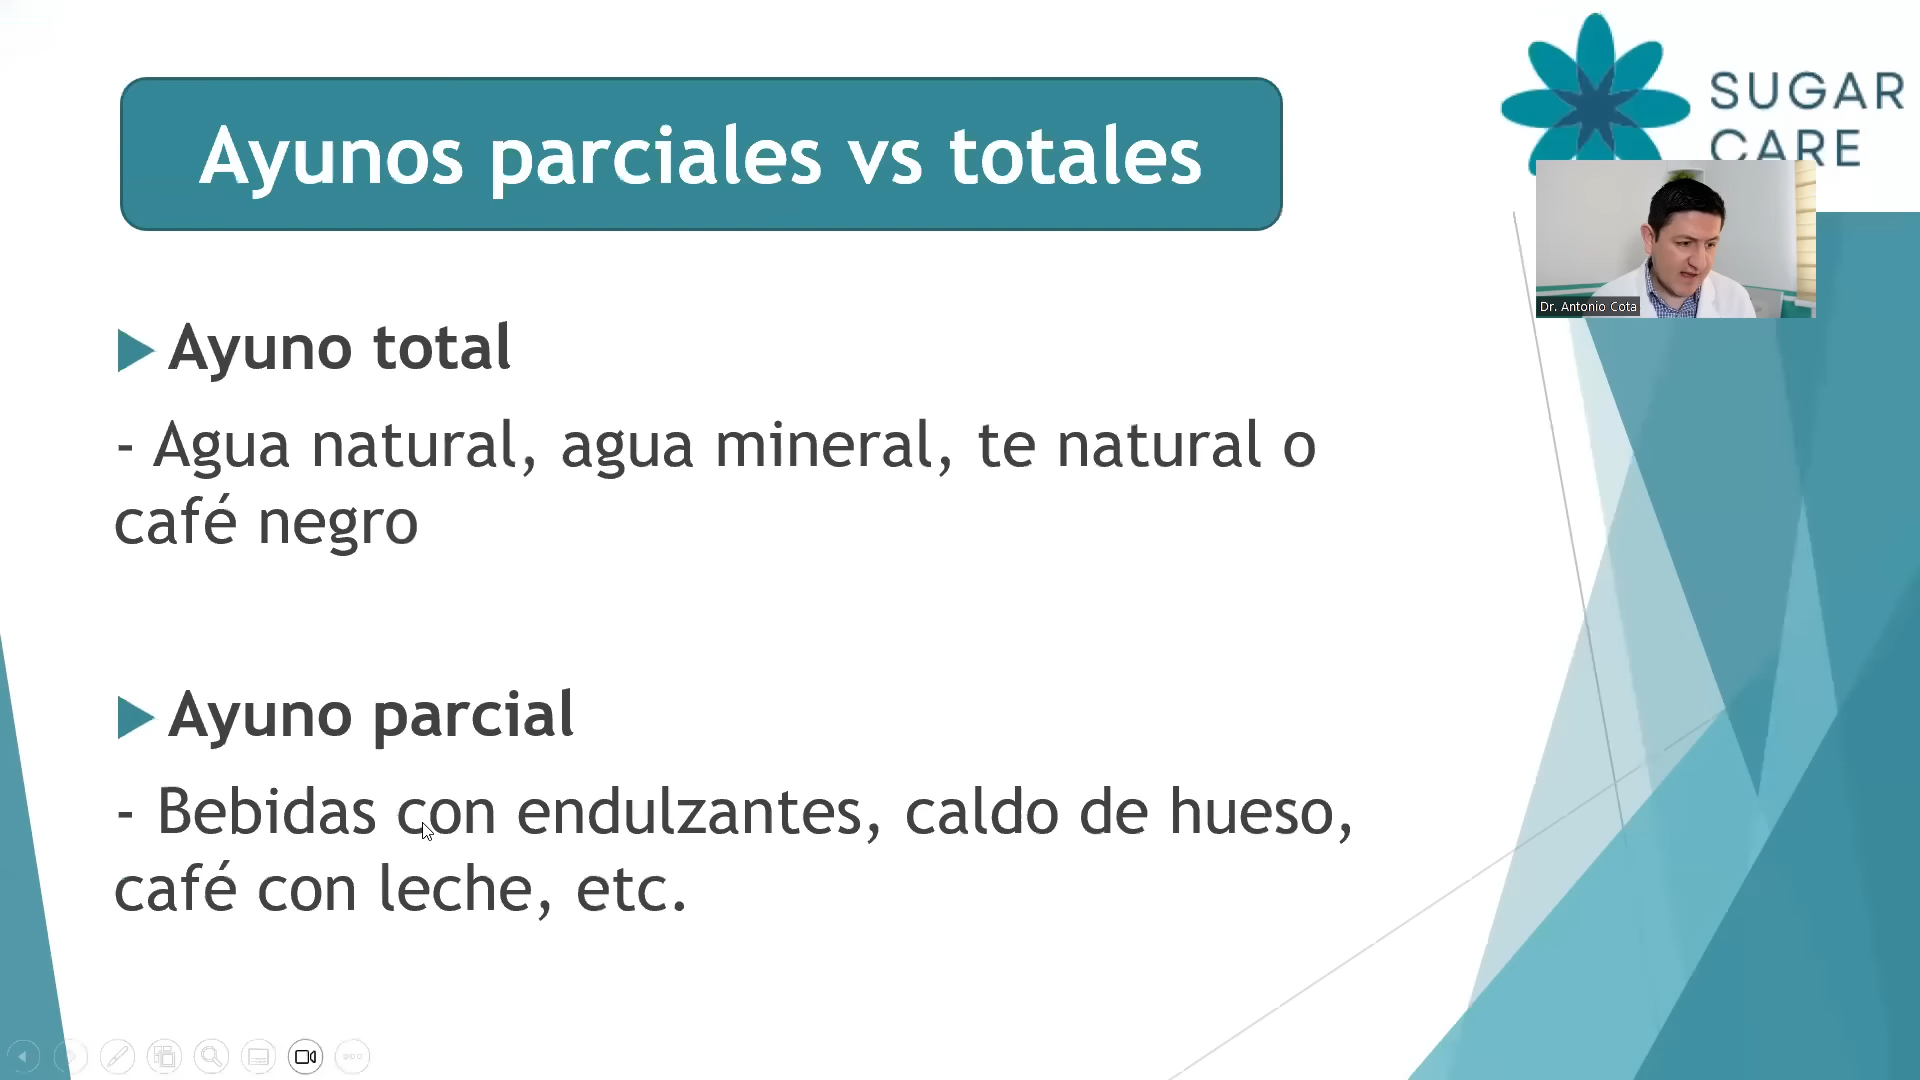 Ayunos parciales vs totales
SUGAR
CARE
Dr. Antonio Cota
Ayuno total
- Agua natural, agua mineral, te natural o
café negro
Ayuno parcial
- Bebidas con endulzantes, caldo de hueso,
café con leche, etc.